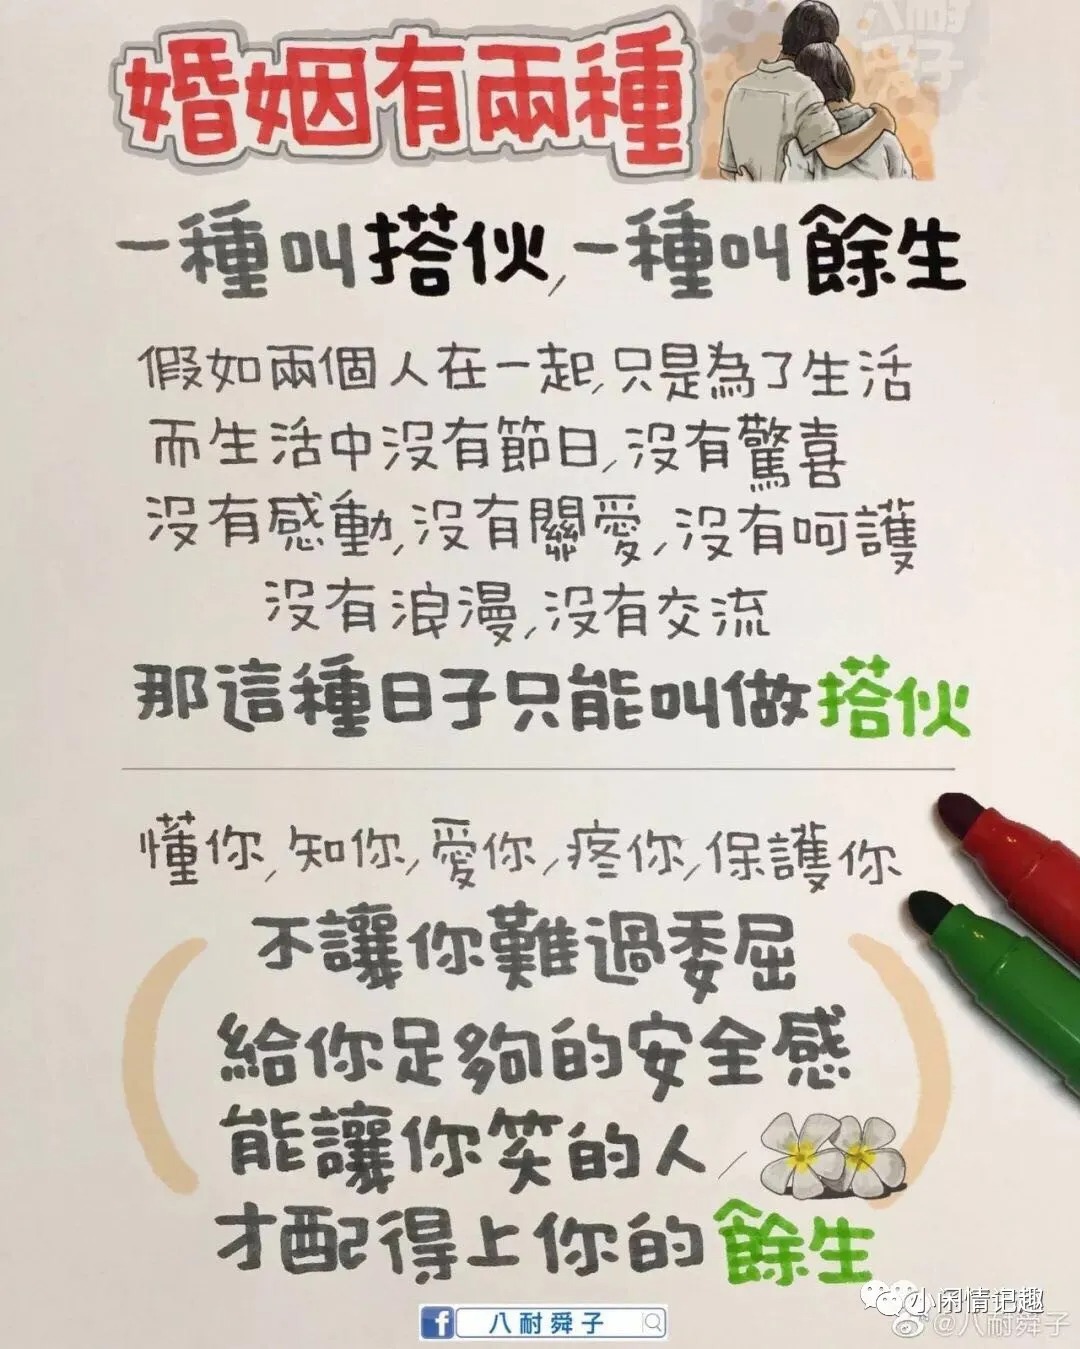 婚姻有兩種
一種叫搭伙,一種叫餘生
假如兩個人在一起,只是為了生活
而生活中沒有節日,沒有驚喜
沒有感動,沒有關愛,沒有呵護
沒有浪漫,沒有交流
那這種日子只能叫做搭伙
懂你,知你,愛你,疼你,保護你
不讓你難過委屈
給你足夠的安全感
能讓你笑的人,
才配得上你的餘生
八耐舜子
小闲情记趣
@八耐舜子
八耐舜子